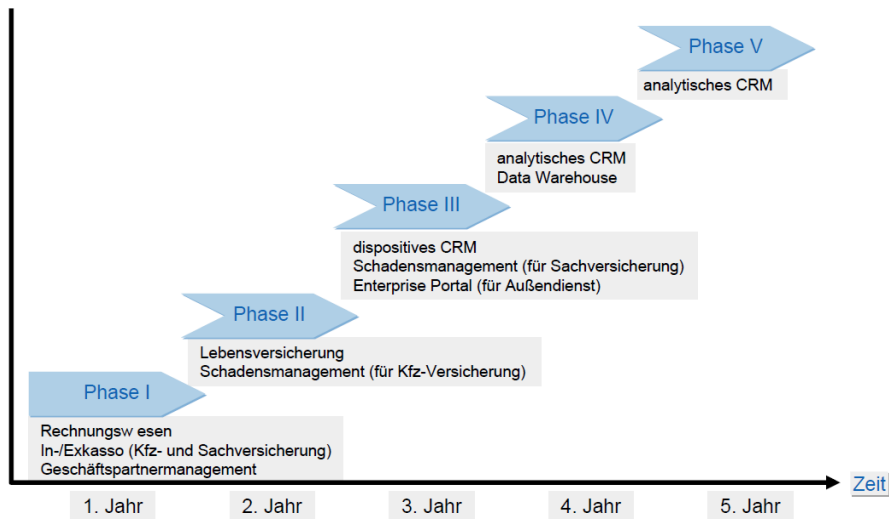 Phase V
analytisches CRM
Phase IV
analytisches CRM
Data Warehouse
Phase III
dispositives CRM
Schadensmanagement (für Sachversicherung)
Enterprise Portal (für Außendienst)
Phase II
Lebensversicherung
Schadensmanagement (für Kfz-Versicherung)
Phase I
Rechnungsw esen
In-/Exkasso (Kfz- und Sachversicherung)
Geschäftspartnermanagement
Zeit
1. Jahr
2. Jahr
3. Jahr
4. Jahr
5. Jahr